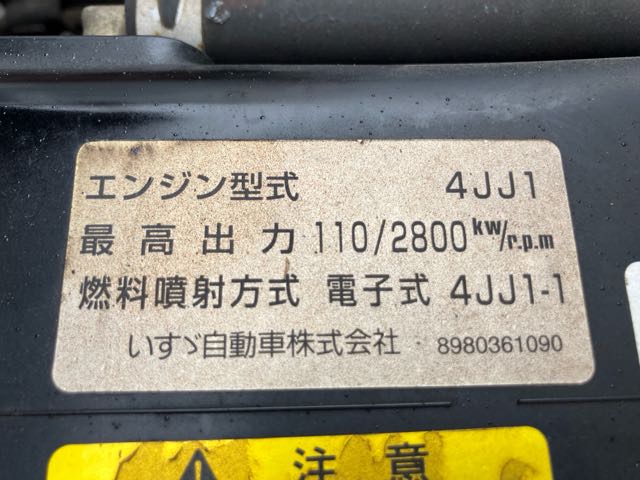 エンジン型式 4JJ1
最高出力 110/2800 kw/r.p.m
燃料噴射方式 電子式 4JJ1-1
いすゞ自動車株式会社 8980361090
注意